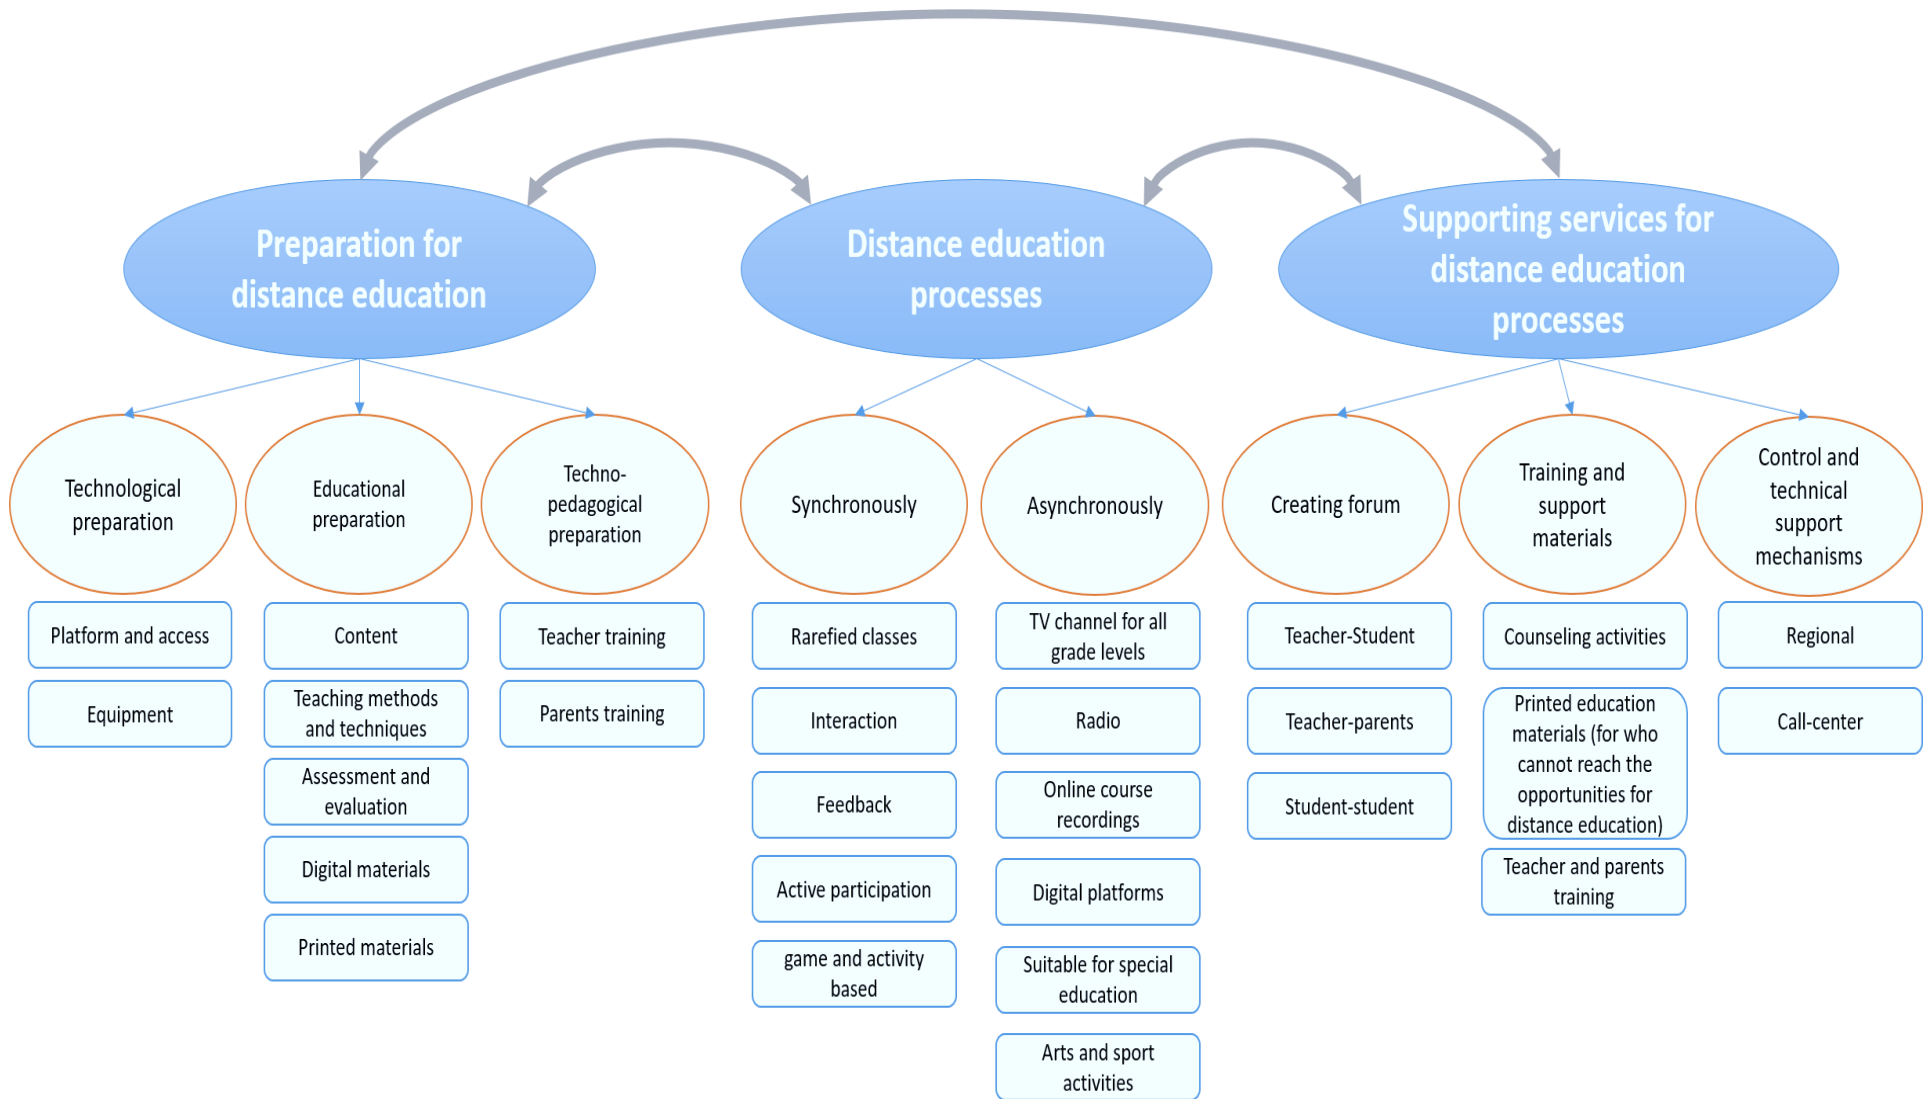 Preparation for
distance education
Distance education
processes
Supporting services for
distance education
processes
Technological
preparation
Educational
preparation
Techno-
pedagogical
preparation
Synchronously
Asynchronously
Creating forum
Training and
support
materials
Control and
technical
support
mechanisms
Platform and access
Equipment
Content
Teaching methods
and techniques
Assessment and
evaluation
Digital materials
Printed materials
Teacher training
Parents training
Rarefied classes
Interaction
Feedback
Active participation
game and activity
based
TV channel for all
grade levels
Radio
Online course
recordings
Digital platforms
Suitable for special
education
Arts and sport
activities
Teacher-Student
Teacher-parents
Student-student
Counseling activities
Printed education
materials (for who
cannot reach the
opportunities for
distance education)
Teacher and parents
training
Regional
Call-center